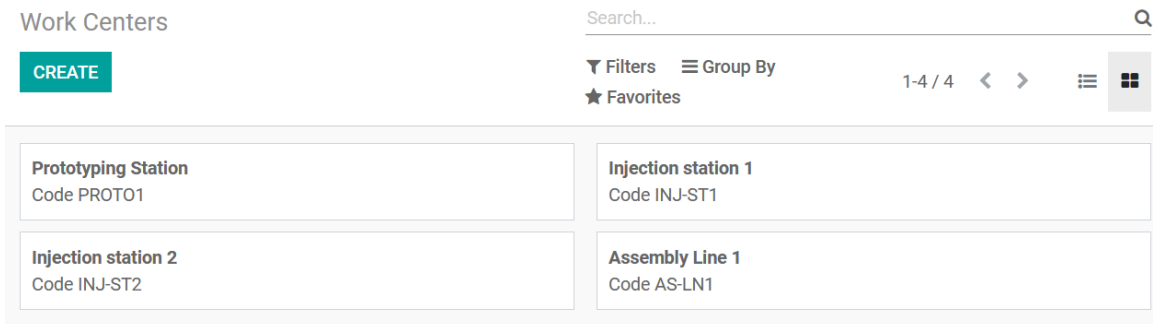 Work Centers
Search...
CREATE
Filters Group By
Favorites
1-4 / 4
Prototyping Station
Code PROTO1
Injection station 1
Code INJ-ST1
Injection station 2
Code INJ-ST2
Assembly Line 1
Code AS-LN1